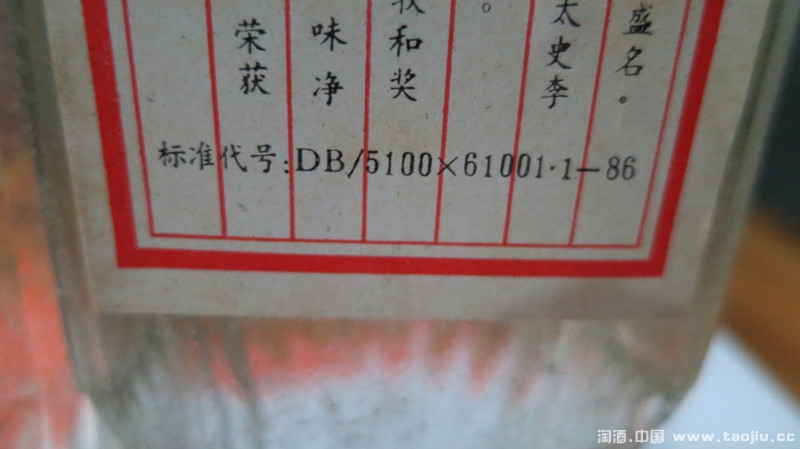 盛名。
太史李
。
和奖
味净
荣获
标准代号:DB/5100×61001·1—86
淘酒.中国 www.taojiu.cc